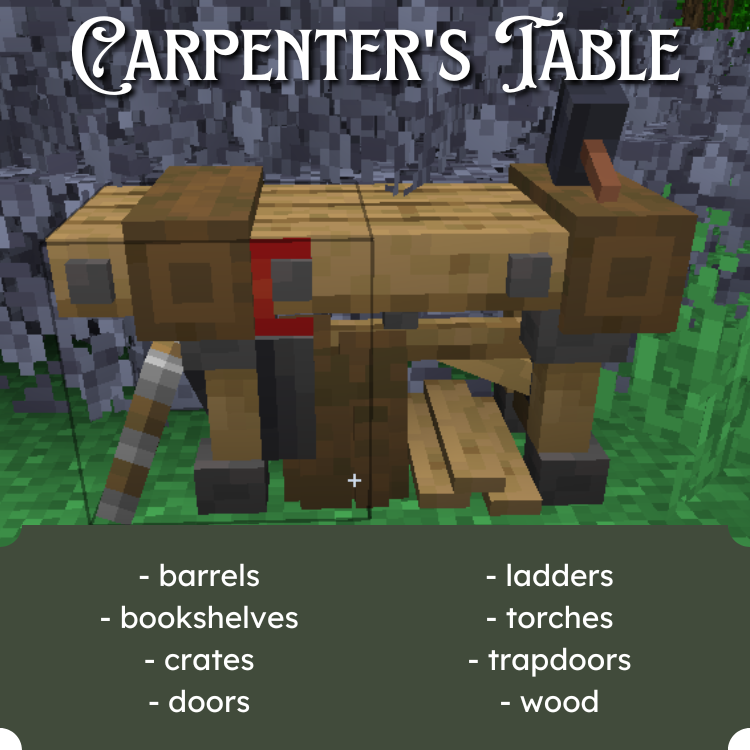 Carpenter's Table
- barrels
- bookshelves
- crates
- doors
- ladders
- torches
- trapdoors
- wood